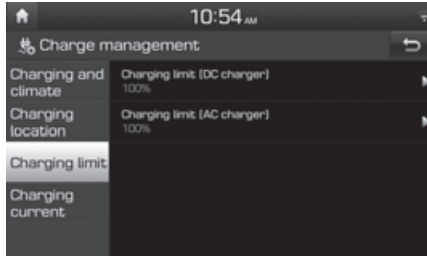 10:54 AM
Charge management
Charging and
climate
Charging limit (DC charger)
100%
Charging
location
Charging limit (AC charger)
100%
Charging limit
Charging
current